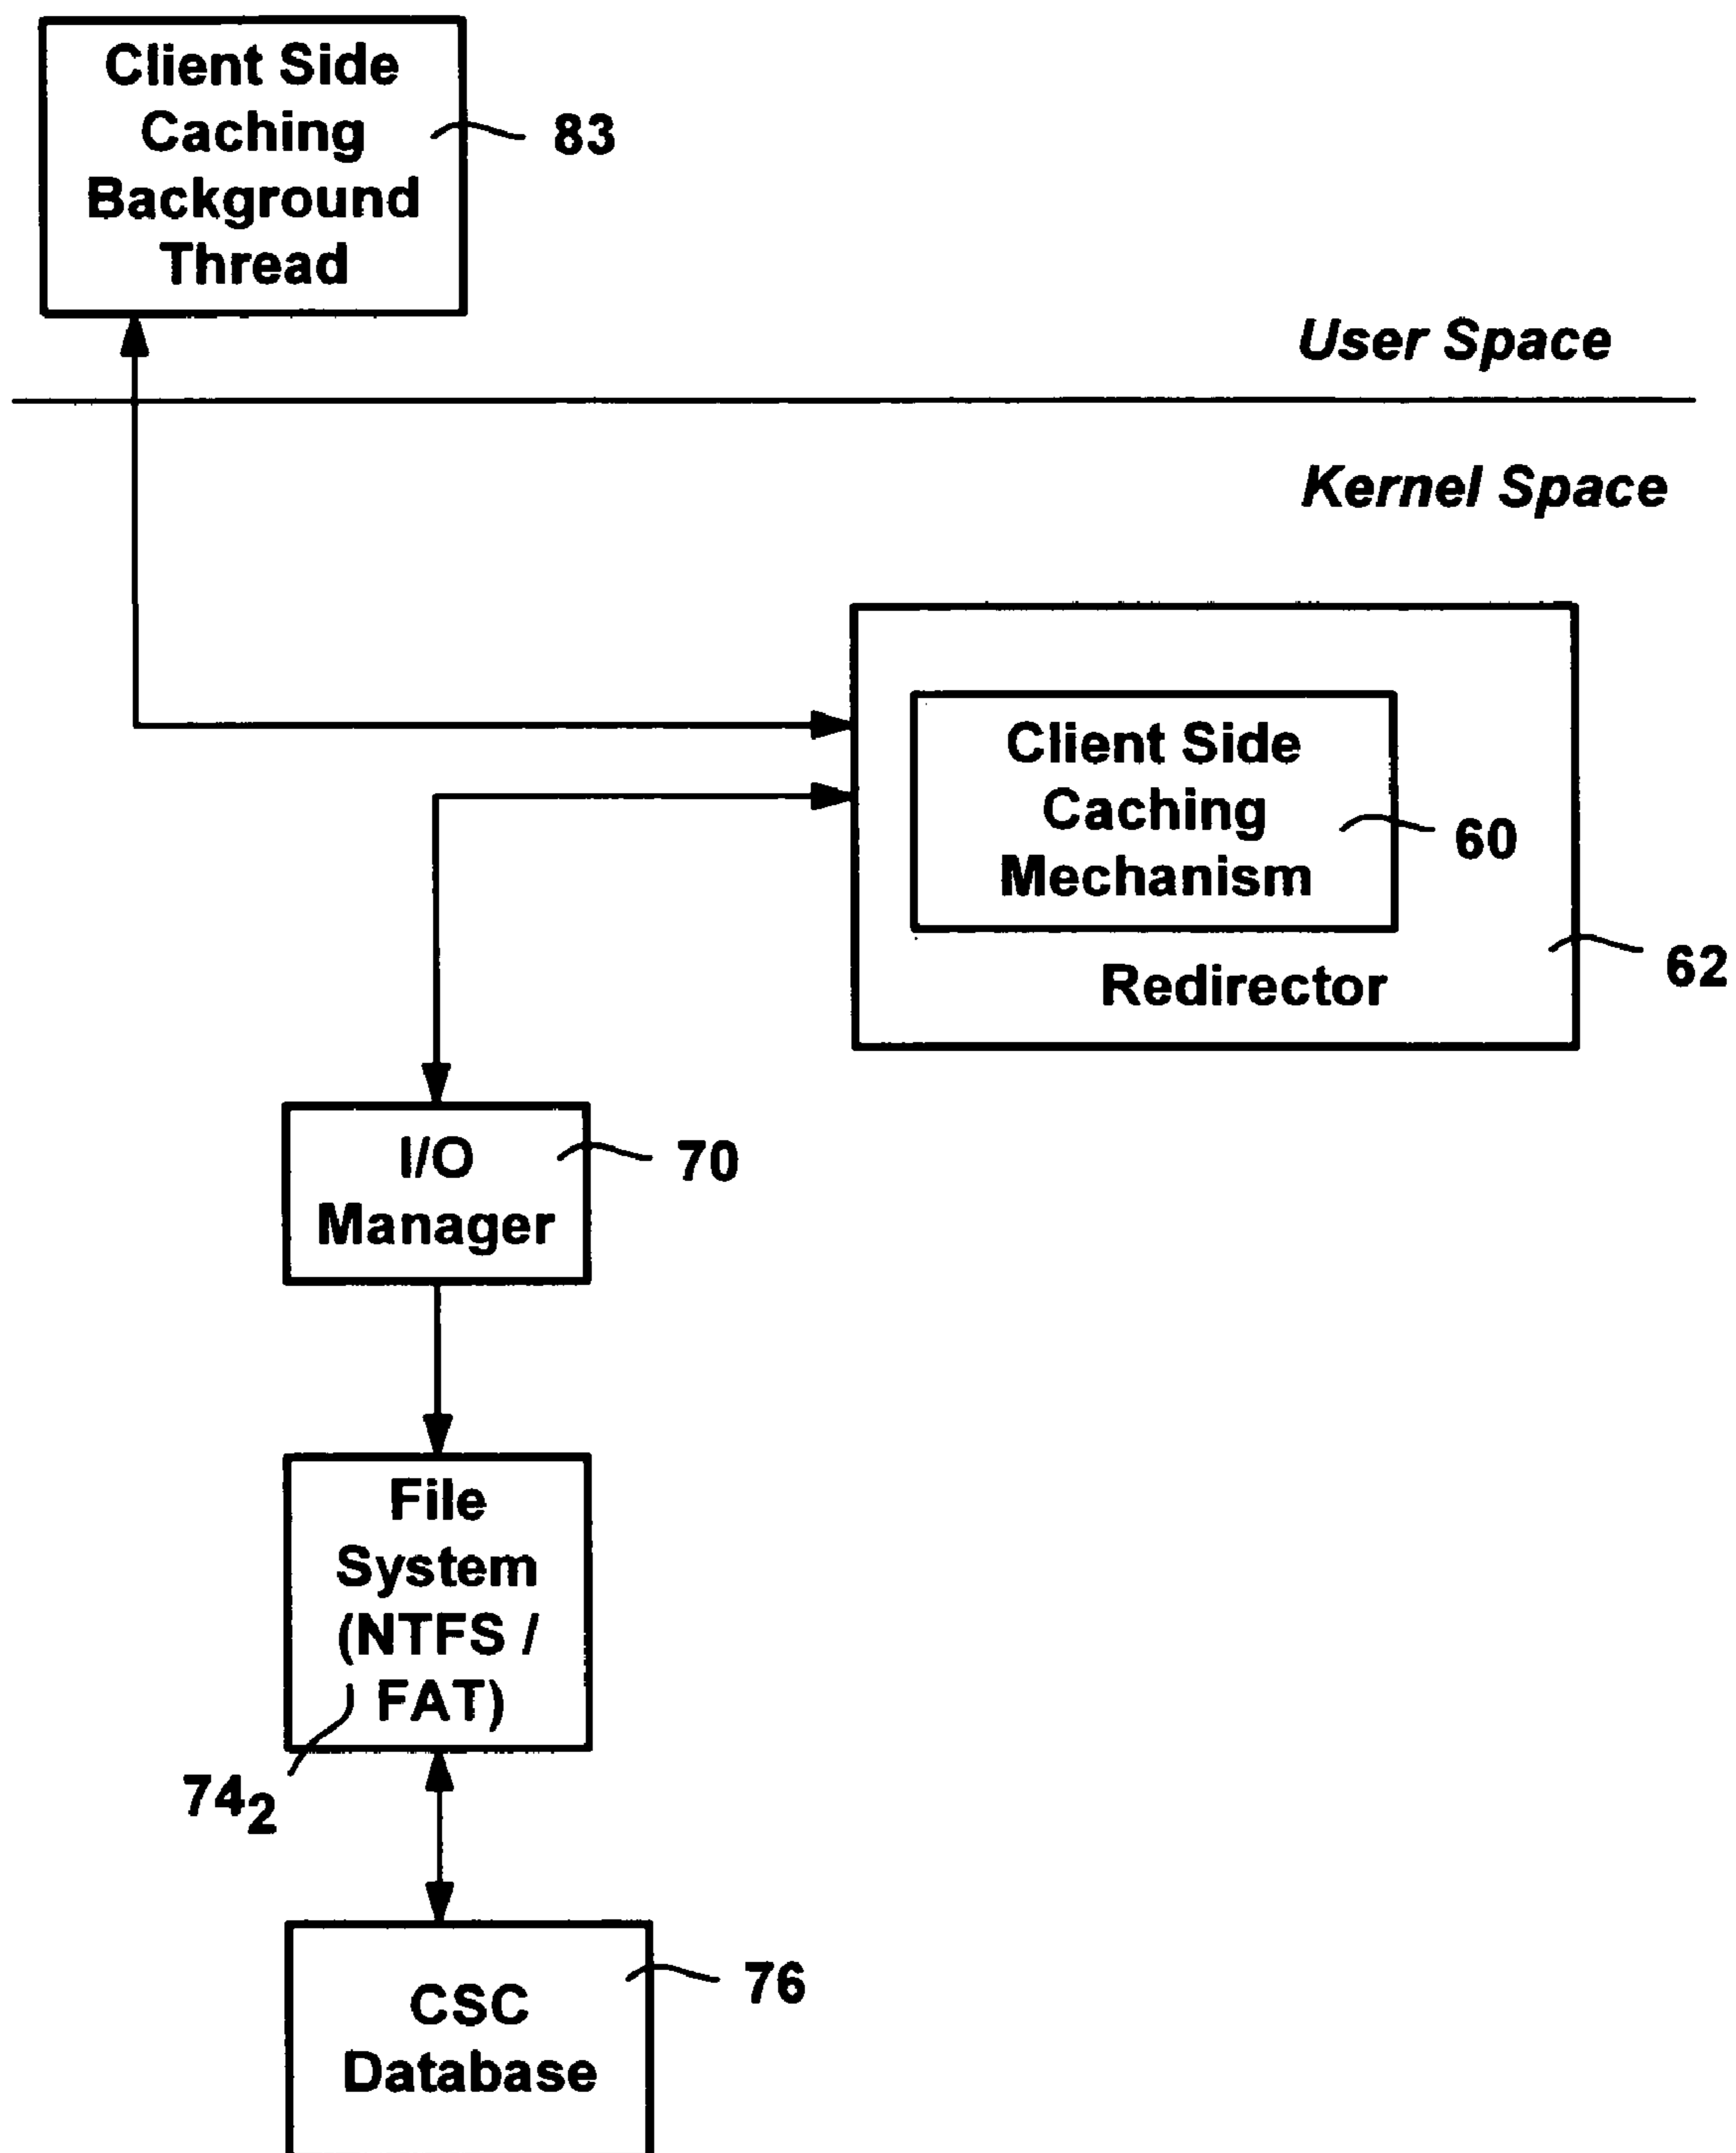 Client Side
Caching
Background
Thread
83
User Space
Kernel Space
Client Side
Caching
Mechanism
60
Redirector
62
I/O
Manager
70
File
System
(NTFS /
FAT)
74₂
CSC
Database
76